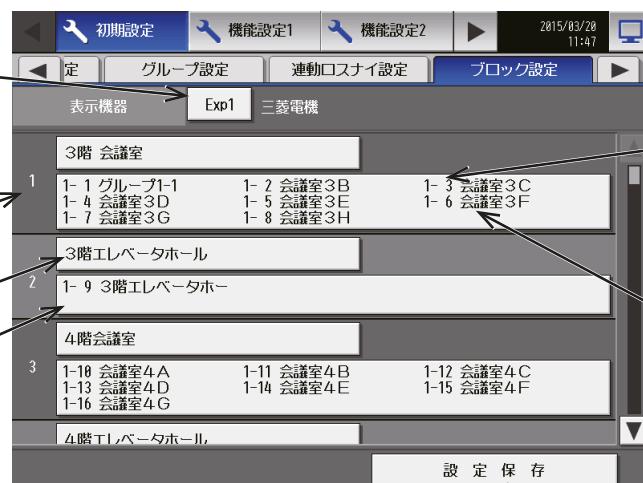 初期設定 機能設定1 機能設定2 2015/03/20
11:47
定 グループ設定 連動ロスナイ設定 ブロック設定
表示機器 Exp1 三菱電機
3階 会議室
1
1- 1 グループ1-1 1- 2 会議室3B 1- 3 会議室3C
1- 4 会議室3D 1- 5 会議室3E 1- 6 会議室3F
1- 7 会議室3G 1- 8 会議室3H
3階エレベータホール
2
1- 9 3階エレベータホー
4階会議室
3
1-10 会議室4A 1-11 会議室4B 1-12 会議室4C
1-13 会議室4D 1-14 会議室4E 1-15 会議室4F
1-16 会議室4G
4階エレベータホール
設 定 保 存